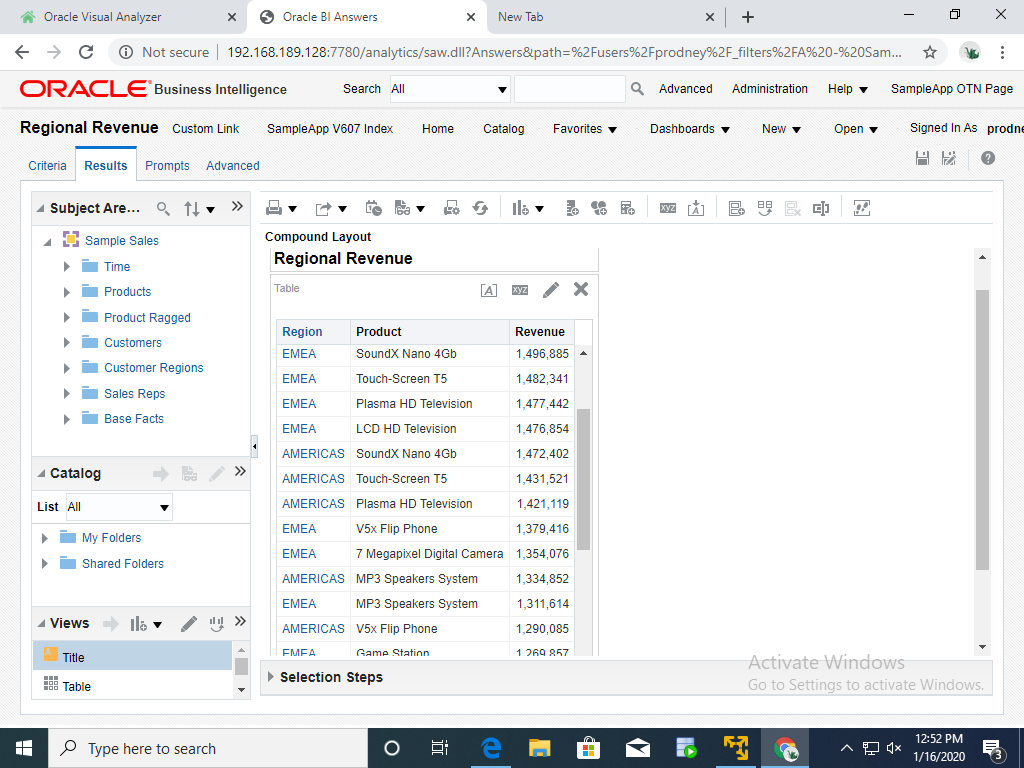 Oracle Visual Analyzer
Oracle BI Answers
New Tab
Not secure 192.168.189.128:7780/analytics/saw.dll?Answers&path=%2Fusers%2Fprodney%2F_filters%2FA%20-%20Sam...
ORACLE Business Intelligence
Search All
Advanced Administration Help SampleApp OTN Page
Regional Revenue Custom Link SampleApp V607 Index Home Catalog Favorites Dashboards New Open Signed In As prodne
Criteria Results Prompts Advanced
Subject Are...
Sample Sales
Time
Products
Product Ragged
Customers
Customer Regions
Sales Reps
Base Facts
Catalog
List All
My Folders
Shared Folders
Views
Title
Table
Compound Layout
Regional Revenue
Table
Region Product Revenue
EMEA SoundX Nano 4Gb 1,496,885
EMEA Touch-Screen T5 1,482,341
EMEA Plasma HD Television 1,477,442
EMEA LCD HD Television 1,476,854
AMERICAS SoundX Nano 4Gb 1,472,402
AMERICAS Touch-Screen T5 1,431,521
AMERICAS Plasma HD Television 1,421,119
EMEA V5x Flip Phone 1,379,416
EMEA 7 Megapixel Digital Camera 1,354,076
AMERICAS MP3 Speakers System 1,334,852
EMEA MP3 Speakers System 1,311,614
AMERICAS V5x Flip Phone 1,290,085
EMEA Game Station 1,269,857
Selection Steps
Activate Windows
Go to Settings to activate Windows.
Type here to search
12:52 PM
1/16/2020
3